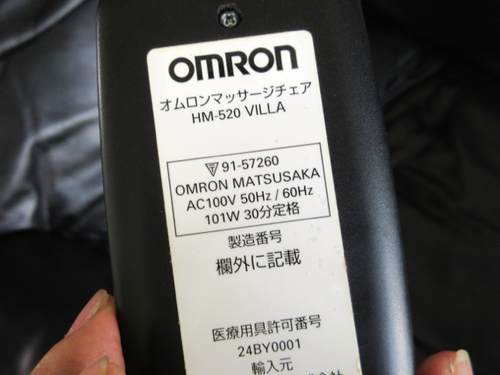 OMRON
オムロンマッサージチェア
HM-520 VILLA
91-57260
OMRON MATSUSAKA
AC100V 50Hz / 60Hz
101W 30分定格
製造番号
欄外に記載
医療用具許可番号
24BY0001
輸入元